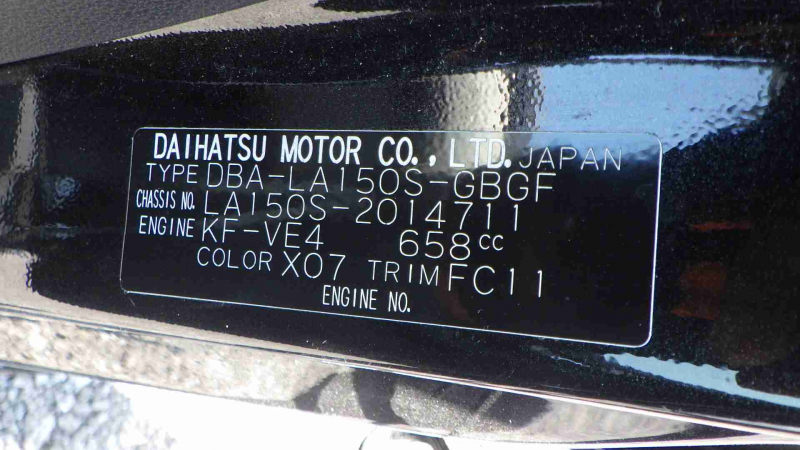 DAIHATSU MOTOR CO., LTD. JAPAN
TYPE DBA-LA150S-GBGF
CHASSIS NO. LA150S-2014711
ENGINE KF-VE4 658cc
COLOR X07 TRIM FC11
ENGINE NO.